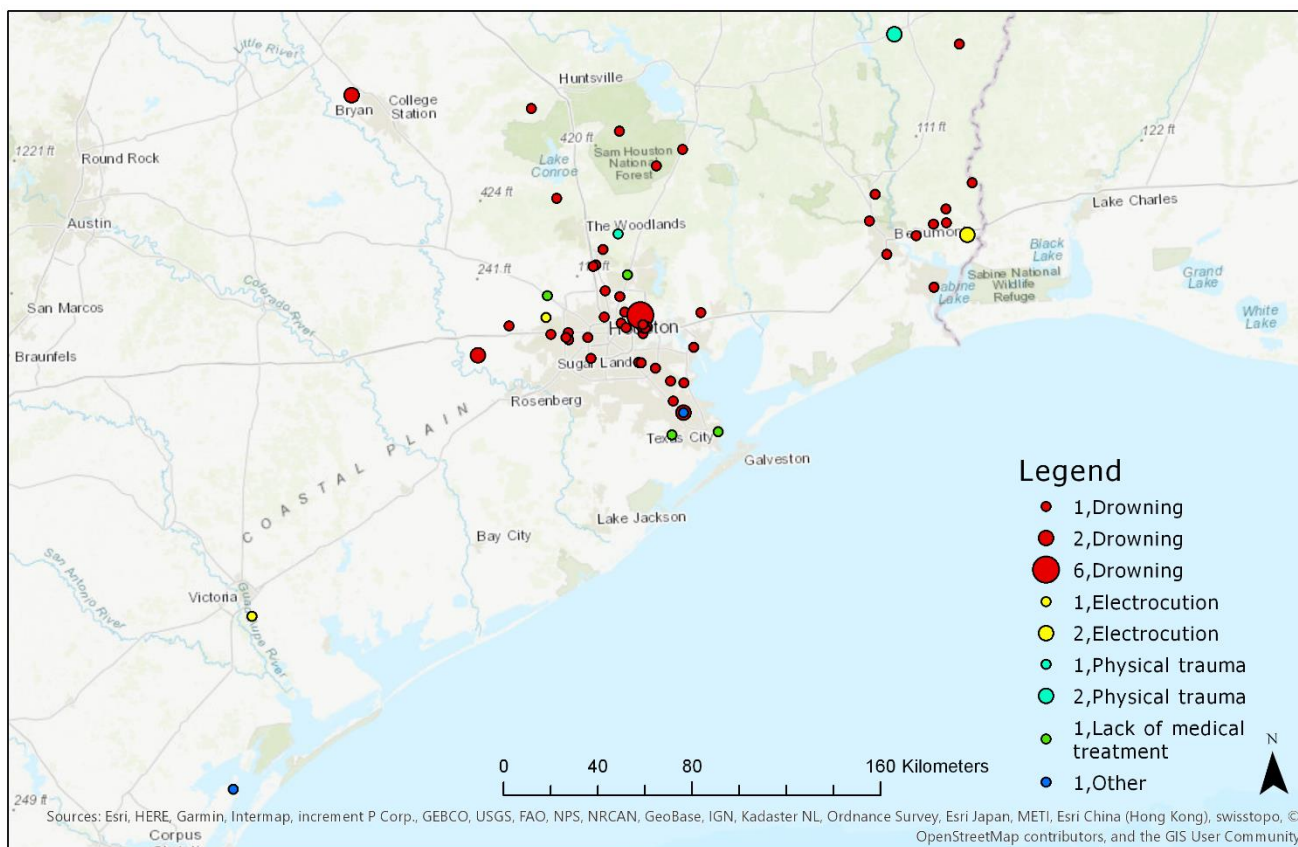 Little River
Huntsville
Bryan
College
Station
111 ft
122 ft
1221 ft
420 ft
Sam Houston
National
Forest
Round Rock
Lake
Conroe
424 ft
Lake Charles
Austin
The Woodlands
Beaumont
Black
Lake
241 ft
Sabine National
Wildlife
Refuge
Grand
Lake
San Marcos
Colorado River
White
Lake
Houston
Braunfels
Sugar Land
Rosenberg
COASTAL PLAIN
Texas City
Galveston
Lake Jackson
Bay City
San Antonio River
Victoria
Guadalupe River
Legend
1,Drowning
2,Drowning
6,Drowning
1,Electrocution
2,Electrocution
1,Physical trauma
2,Physical trauma
1,Lack of medical
treatment
1,Other
N
0 40 80 160 Kilometers
249 ft
Sources: Esri, HERE, Garmin, Intermap, increment P Corp., GEBCO, USGS, FAO, NPS, NRCAN, GeoBase, IGN, Kadaster NL, Ordnance Survey, Esri Japan, METI, Esri China (Hong Kong), swisstopo, ©
OpenStreetMap contributors, and the GIS User Community
Corpus